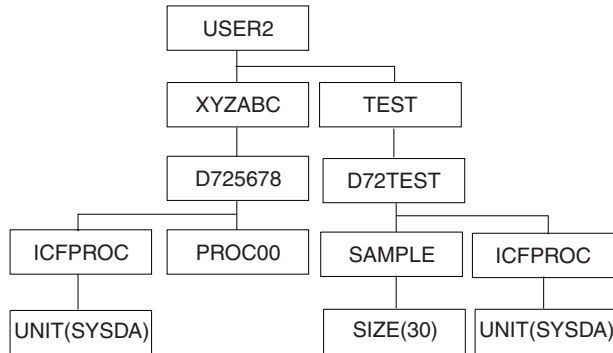 USER2
XYZABC
TEST
D725678
D72TEST
ICFPROC
PROC00
SAMPLE
ICFPROC
UNIT(SYSDA)
SIZE(30)
UNIT(SYSDA)